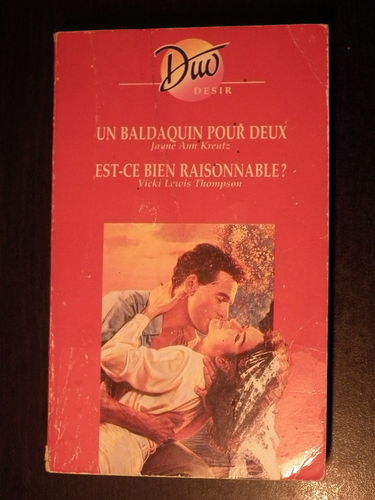 Duo
DESIR
UN BALDAQUIN POUR DEUX
Jayne Ann Krentz
EST-CE BIEN RAISONNABLE?
Vicki Lewis Thompson